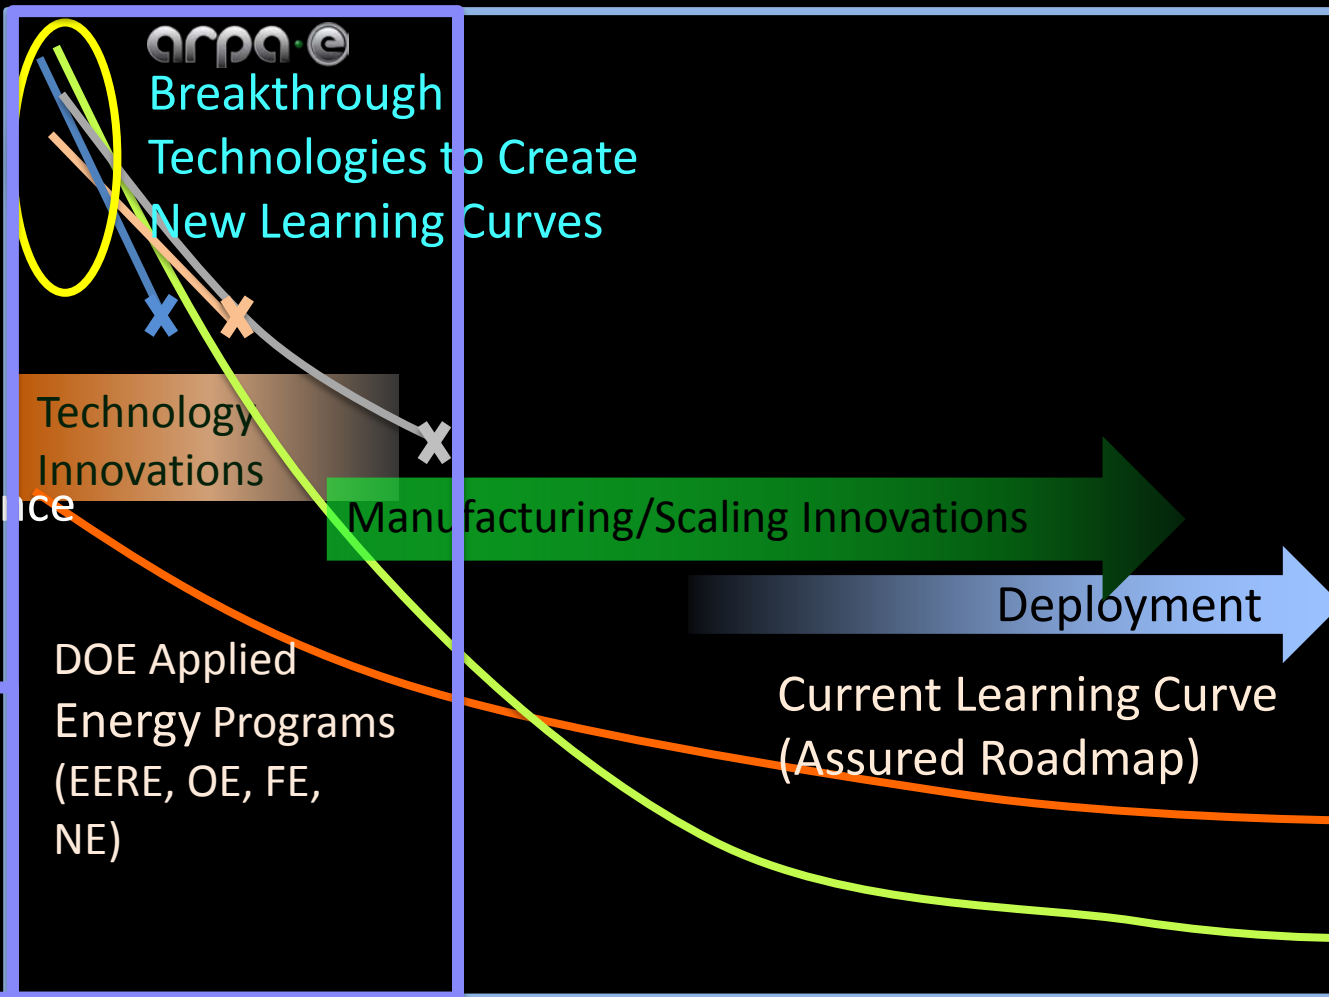 arpa·e
Breakthrough
Technologies to Create
New Learning Curves
Technology
Innovations
nce
Manufacturing/Scaling Innovations
Deployment
DOE Applied
Energy Programs
(EERE, OE, FE,
NE)
Current Learning Curve
(Assured Roadmap)